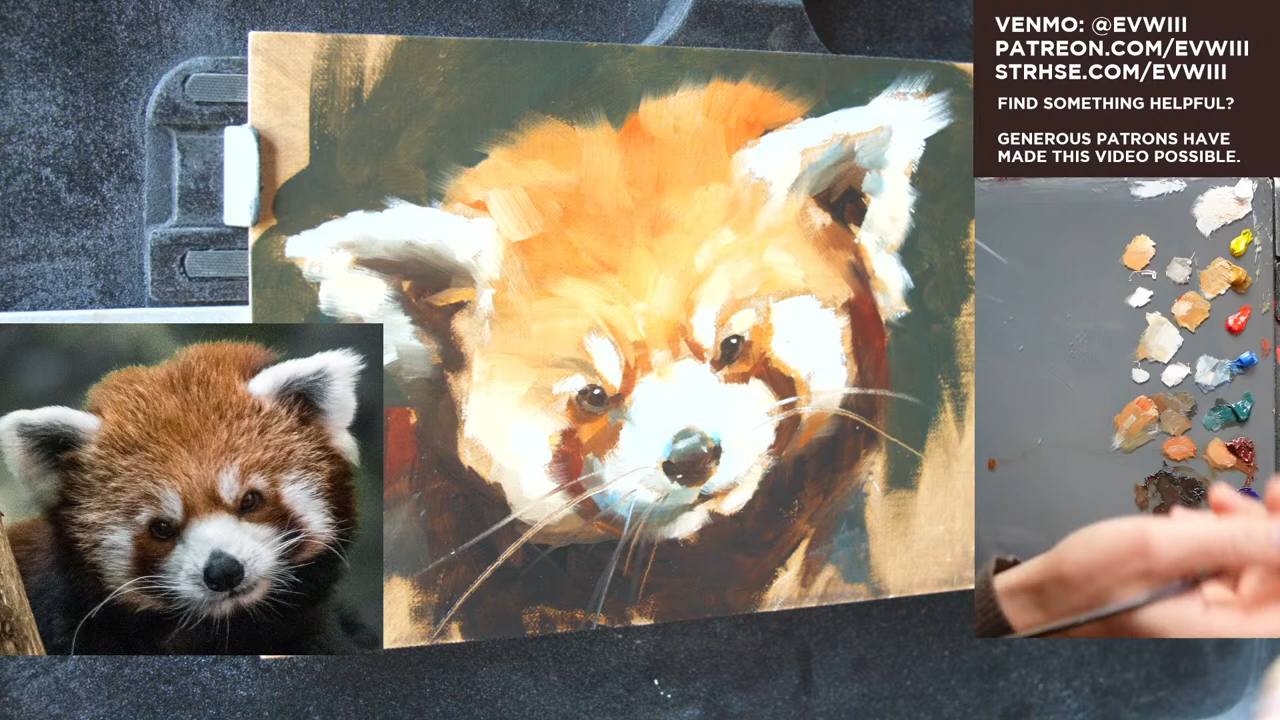 VENMO: @EVWIII
PATREON.COM/EVWIII
STRHSE.COM/EVWIII
FIND SOMETHING HELPFUL?
GENEROUS PATRONS HAVE
MADE THIS VIDEO POSSIBLE.